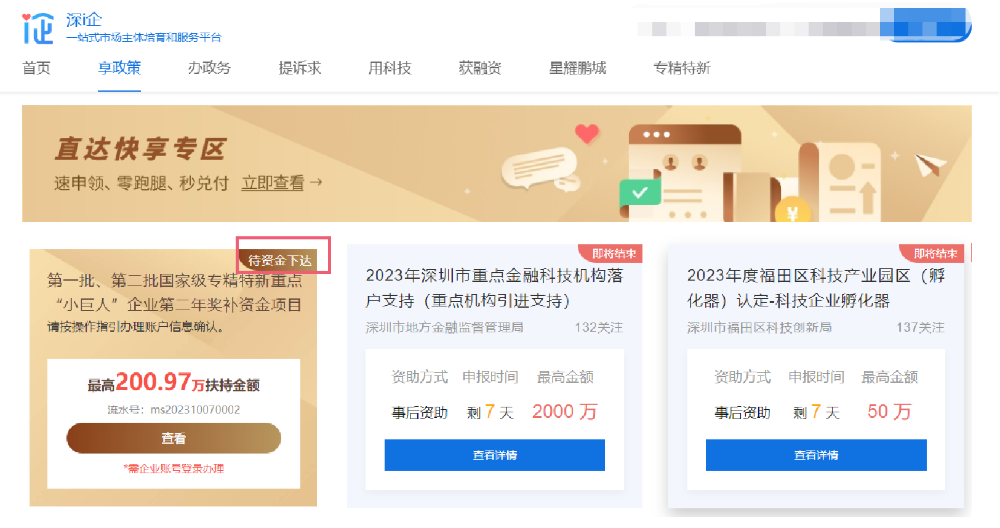 深i企
一站式市场主体培育和服务平台
首页 享政策 办政务 提诉求 用科技 获融资 星耀鹏城 专精特新
直达快享专区
速申领、零跑腿、秒兑付 立即查看→
待资金下达
第一批、第二批国家级专精特新重点
“小巨人”企业第二年奖补资金项目
请按操作指引办理账户信息确认。
最高200.97万扶持金额
流水号：ms202310070002
查看
*需企业账号登录办理
即将结束
2023年深圳市重点金融科技机构落
户支持（重点机构引进支持）
深圳市地方金融监督管理局 132关注
资助方式 申报时间 最高金额
事后资助 剩 7 天 2000 万
查看详情
即将结束
2023年度福田区科技产业园区（孵
化器）认定-科技企业孵化器
深圳市福田区科技创新局 137关注
资助方式 申报时间 最高金额
事后资助 剩 7 天 50 万
查看详情